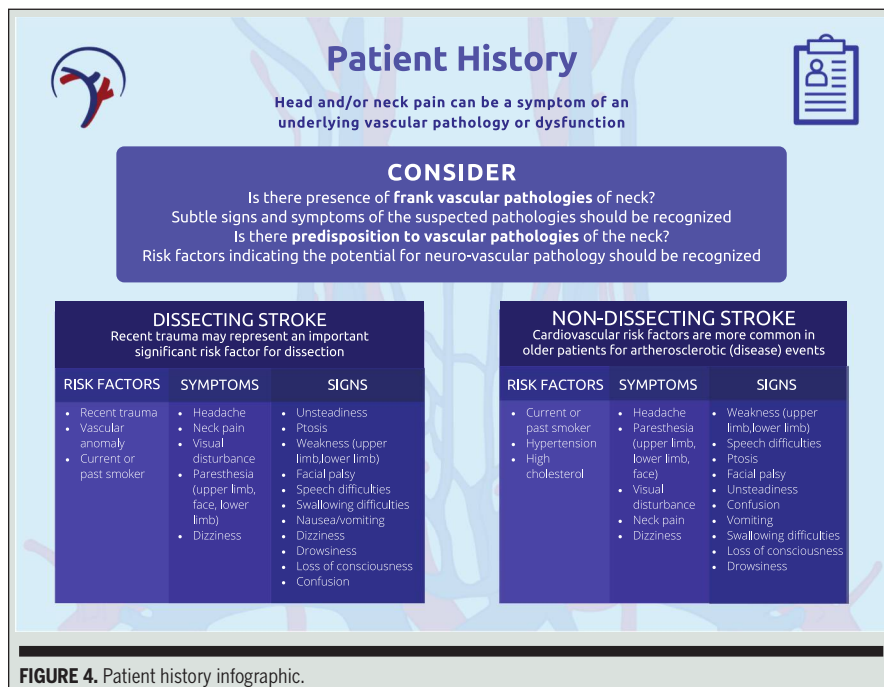 Patient History
Head and/or neck pain can be a symptom of an
underlying vascular pathology or dysfunction
CONSIDER
Is there presence of frank vascular pathologies of neck?
Subtle signs and symptoms of the suspected pathologies should be recognized
Is there predisposition to vascular pathologies of the neck?
Risk factors indicating the potential for neuro-vascular pathology should be recognized
DISSECTING STROKE
Recent trauma may represent an important
significant risk factor for dissection
RISK FACTORS
• Recent trauma
• Vascular
anomaly
• Current or
past smoker
SYMPTOMS
• Headache
• Neck pain
• Visual
disturbance
• Paresthesia
(upper limb,
face, lower
limb)
• Dizziness
SIGNS
• Unsteadiness
• Ptosis
• Weakness (upper
limb,lower limb)
• Facial palsy
• Speech difficulties
• Swallowing difficulties
• Nausea/vomiting
• Dizziness
• Drowsiness
• Loss of consciousness
• Confusion
NON-DISSECTING STROKE
Cardiovascular risk factors are more common in
older patients for artherosclerotic (disease) events
RISK FACTORS
• Current or
past smoker
• Hypertension
• High
cholesterol
SYMPTOMS
• Headache
• Paresthesia
(upper limb,
lower limb,
face)
• Visual
disturbance
• Neck pain
• Dizziness
SIGNS
• Weakness (upper
limb,lower limb)
• Speech difficulties
• Ptosis
• Facial palsy
• Unsteadiness
• Confusion
• Vomiting
• Swallowing difficulties
• Loss of consciousness
• Drowsiness
FIGURE 4. Patient history infographic.